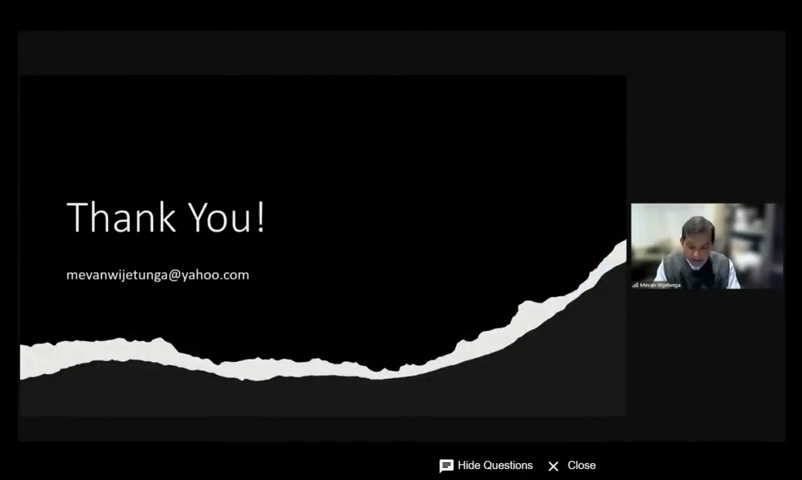 Thank You!
mevanwijetunga@yahoo.com
Mevan Wijetunga
Hide Questions
Close